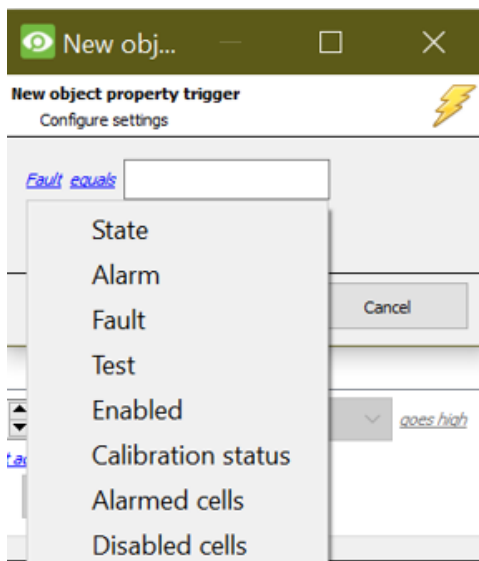 New obj...
New object property trigger
Configure settings
Fault equals
State
Alarm
Fault
Cancel
Test
Enabled
goes high
Calibration status
Alarmed cells
Disabled cells